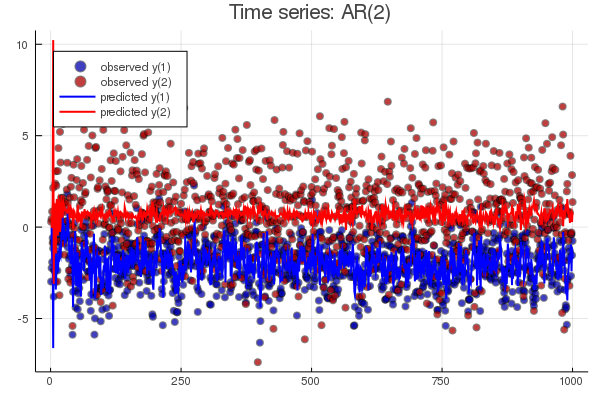 Time series: AR(2)
10
observed y(1)
observed y(2)
predicted y(1)
predicted y(2)
5
0
-5
0
250
500
750
1000